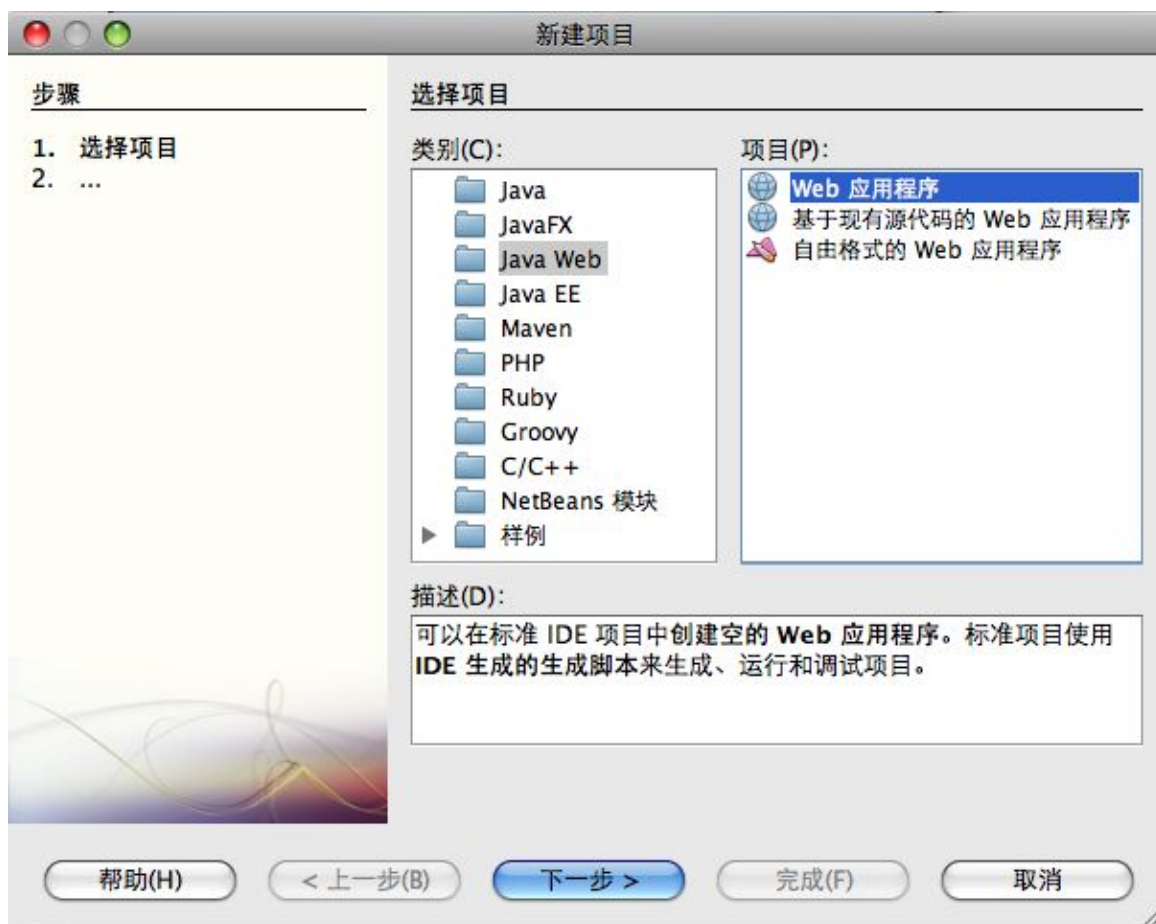 新建项目
步骤
1. 选择项目
2. ...
选择项目
类别(C):
Java
JavaFX
Java Web
Java EE
Maven
PHP
Ruby
Groovy
C/C++
NetBeans 模块
样例
项目(P):
Web 应用程序
基于现有源代码的 Web 应用程序
自由格式的 Web 应用程序
描述(D):
可以在标准 IDE 项目中创建空的 Web 应用程序。标准项目使用
IDE 生成的生成脚本来生成、运行和调试项目。
帮助(H)
< 上一步(B)
下一步 >
完成(F)
取消